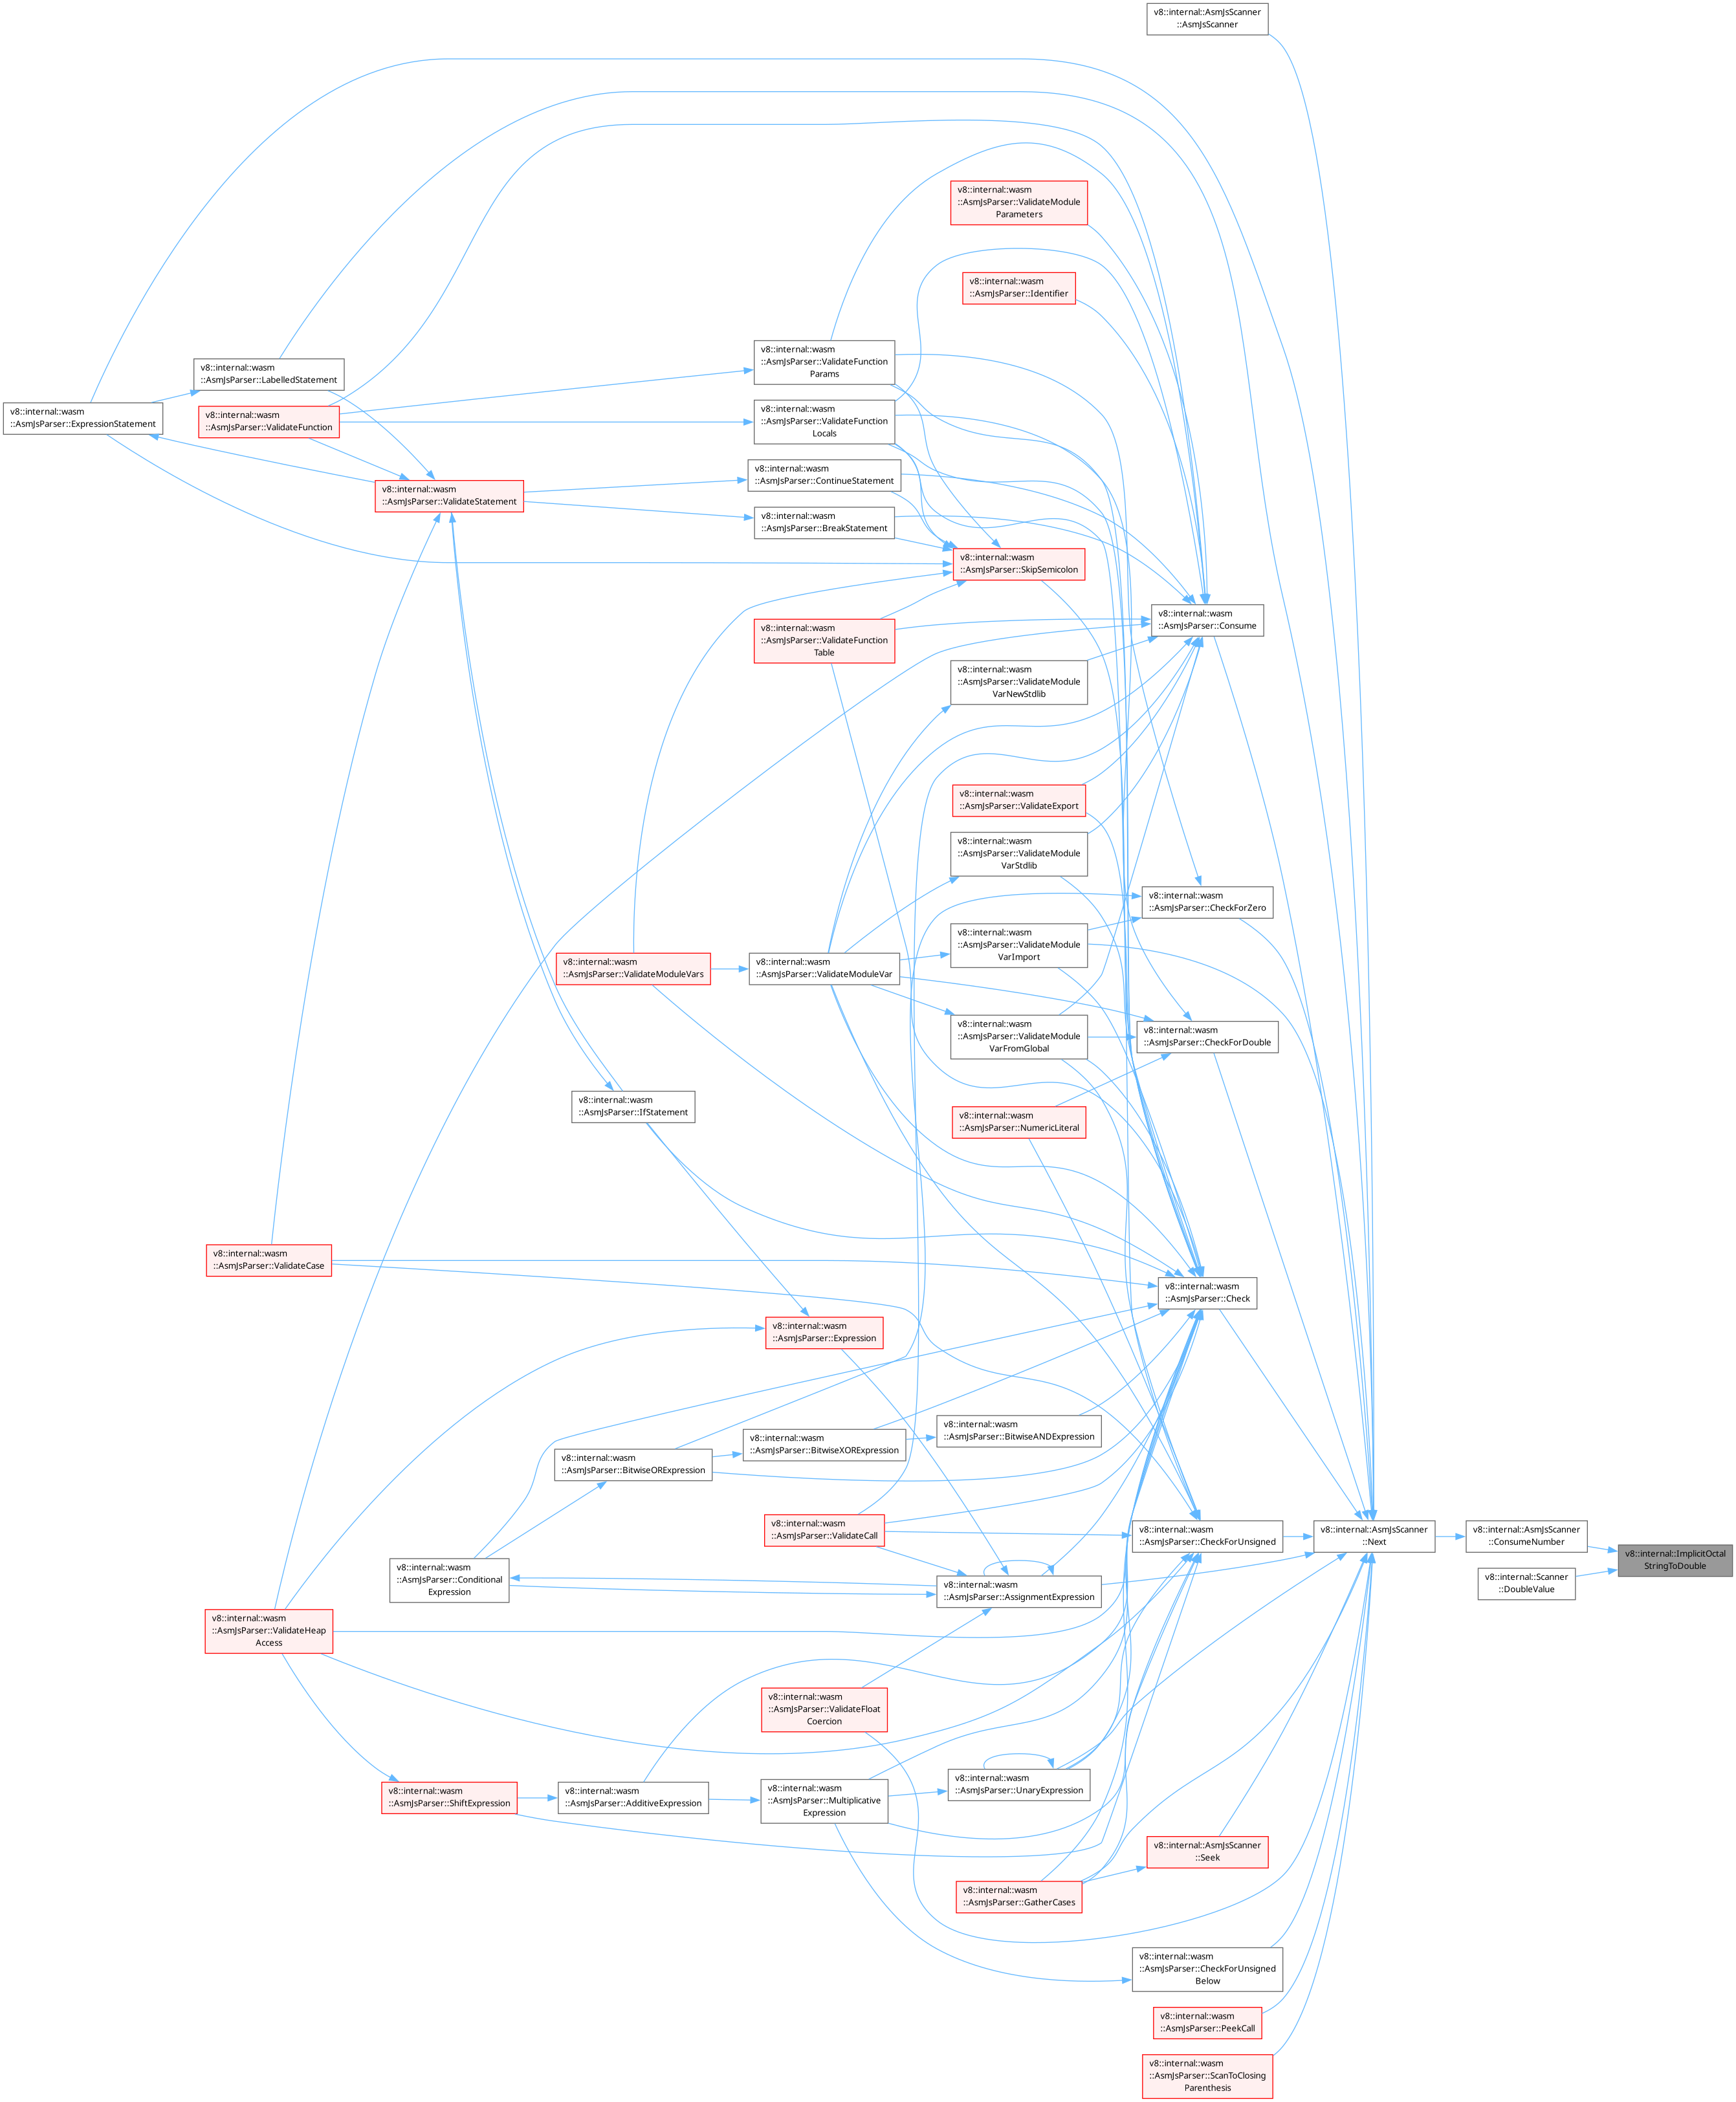 v8::internal::AsmJsScanner
::AsmJsScanner
v8::internal::wasm
::AsmJsParser::ValidateModule
Parameters
v8::internal::wasm
::AsmJsParser::Identifier
v8::internal::wasm
::AsmJsParser::ValidateFunction
Params
v8::internal::wasm
::AsmJsParser::LabelledStatement
v8::internal::wasm
::AsmJsParser::ExpressionStatement
v8::internal::wasm
::AsmJsParser::ValidateFunction
v8::internal::wasm
::AsmJsParser::ValidateFunction
Locals
v8::internal::wasm
::AsmJsParser::ContinueStatement
v8::internal::wasm
::AsmJsParser::ValidateStatement
v8::internal::wasm
::AsmJsParser::BreakStatement
v8::internal::wasm
::AsmJsParser::SkipSemicolon
v8::internal::wasm
::AsmJsParser::Consume
v8::internal::wasm
::AsmJsParser::ValidateFunction
Table
v8::internal::wasm
::AsmJsParser::ValidateModule
VarNewStdlib
v8::internal::wasm
::AsmJsParser::ValidateExport
v8::internal::wasm
::AsmJsParser::ValidateModule
VarStdlib
v8::internal::wasm
::AsmJsParser::CheckForZero
v8::internal::wasm
::AsmJsParser::ValidateModule
VarImport
v8::internal::wasm
::AsmJsParser::ValidateModuleVars
v8::internal::wasm
::AsmJsParser::ValidateModuleVar
v8::internal::wasm
::AsmJsParser::ValidateModule
VarFromGlobal
v8::internal::wasm
::AsmJsParser::CheckForDouble
v8::internal::wasm
::AsmJsParser::IfStatement
v8::internal::wasm
::AsmJsParser::NumericLiteral
v8::internal::wasm
::AsmJsParser::ValidateCase
v8::internal::wasm
::AsmJsParser::Check
v8::internal::wasm
::AsmJsParser::Expression
v8::internal::wasm
::AsmJsParser::BitwiseANDExpression
v8::internal::wasm
::AsmJsParser::BitwiseXORExpression
v8::internal::wasm
::AsmJsParser::BitwiseORExpression
v8::internal::wasm
::AsmJsParser::ValidateCall
v8::internal::wasm
::AsmJsParser::CheckForUnsigned
v8::internal::AsmJsScanner
::Next
v8::internal::AsmJsScanner
::ConsumeNumber
v8::internal::ImplicitOctal
StringToDouble
v8::internal::Scanner
::DoubleValue
v8::internal::wasm
::AsmJsParser::Conditional
Expression
v8::internal::wasm
::AsmJsParser::AssignmentExpression
v8::internal::wasm
::AsmJsParser::ValidateHeap
Access
v8::internal::wasm
::AsmJsParser::ValidateFloat
Coercion
v8::internal::wasm
::AsmJsParser::UnaryExpression
v8::internal::wasm
::AsmJsParser::ShiftExpression
v8::internal::wasm
::AsmJsParser::AdditiveExpression
v8::internal::wasm
::AsmJsParser::Multiplicative
Expression
v8::internal::AsmJsScanner
::Seek
v8::internal::wasm
::AsmJsParser::GatherCases
v8::internal::wasm
::AsmJsParser::CheckForUnsigned
Below
v8::internal::wasm
::AsmJsParser::PeekCall
v8::internal::wasm
::AsmJsParser::ScanToClosing
Parenthesis